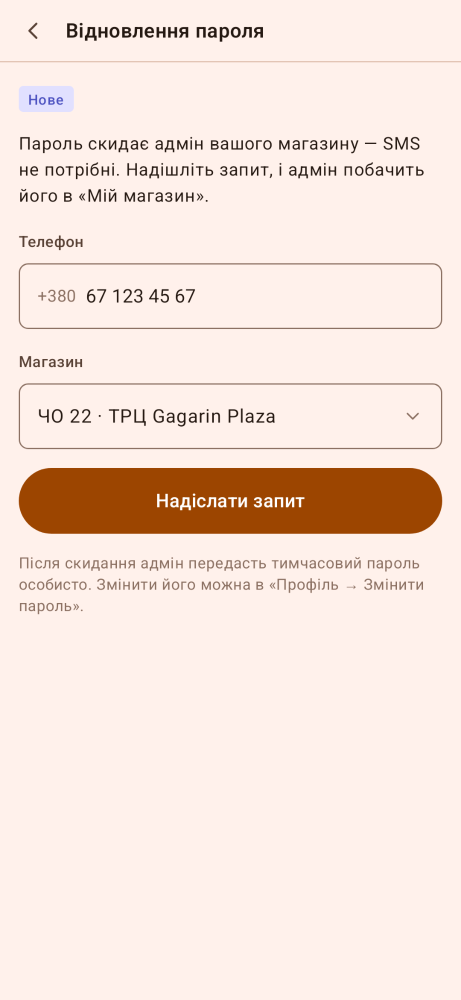 Відновлення пароля
Нове
Пароль скидає адмін вашого магазину — SMS
не потрібні. Надішліть запит, і адмін побачить
його в «Мій магазин».
Телефон
+380 67 123 45 67
Магазин
ЧО 22 · ТРЦ Gagarin Plaza
Надіслати запит
Після скидання адмін передасть тимчасовий пароль
особисто. Змінити його можна в «Профіль → Змінити
пароль».